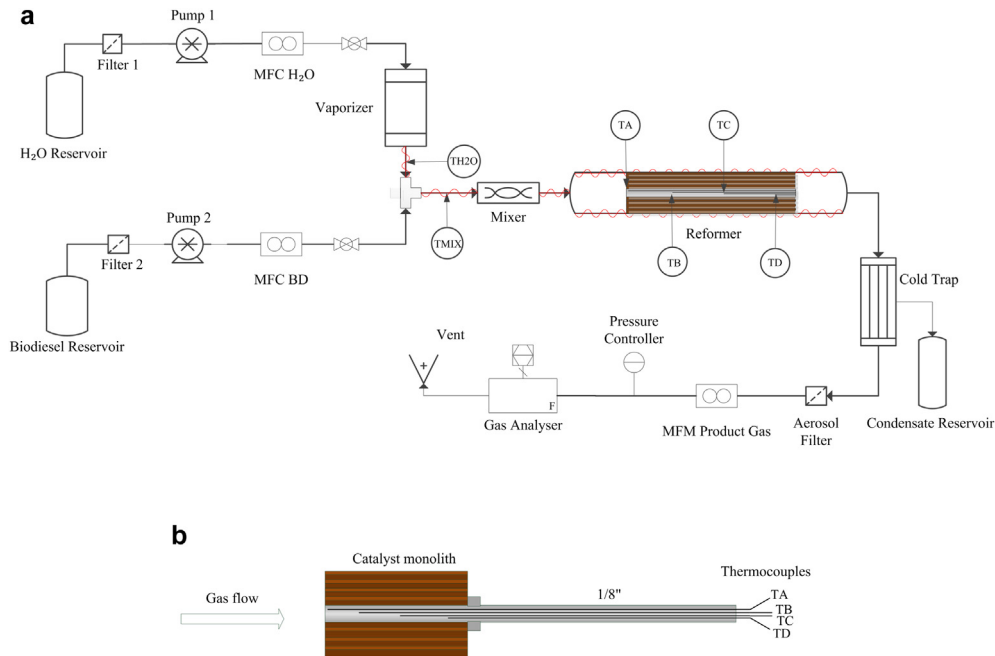 a
Pump 1
Filter 1
MFC H₂O
Vaporizer
H₂O Reservoir
TH2O
TA
TC
Pump 2
Mixer
Reformer
TMIX
TB
TD
Filter 2
MFC BD
Cold Trap
Biodiesel Reservoir
Vent
Pressure
Controller
F
Gas Analyser
MFM Product Gas
Aerosol
Filter
Condensate Reservoir
b
Catalyst monolith
Thermocouples
Gas flow
1/8"
TA
TB
TC
TD